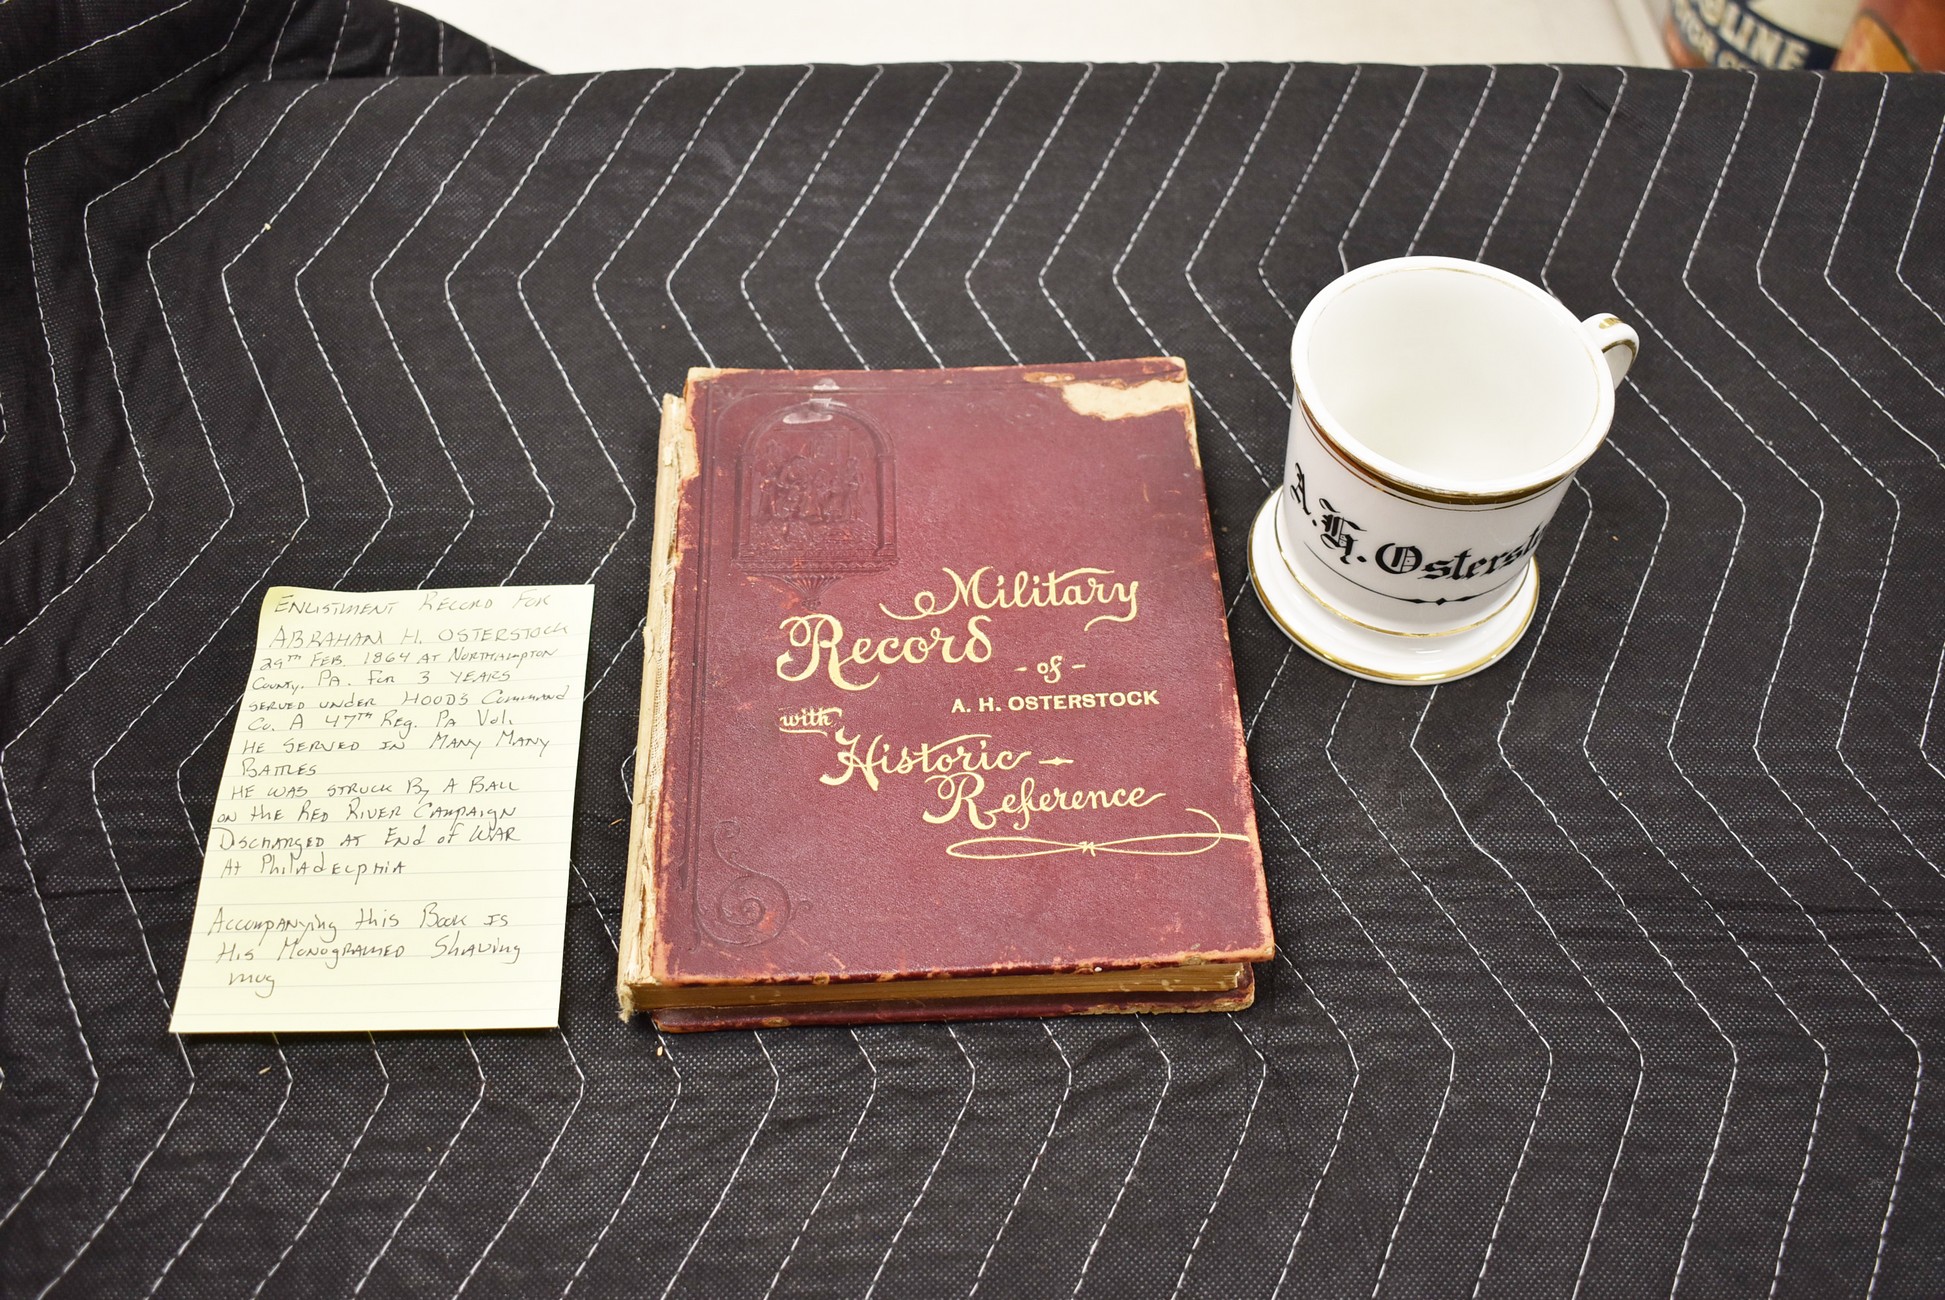 ENLISTMENT RECORD FOR
ABRAHAM H. OSTERSTOCK
29TH FEB. 1864 AT NORTHAMPTON
COUNTY. PA. FOR 3 YEARS
SERVED UNDER HOODS COMMAND
CO. A 47TH REG. PA VOL.
HE SERVED IN MANY MANY
BATTLES
HE WAS STRUCK By A BALL
ON tHE RED RIVER CAMPAIGN
DISCHARGED AT End of WAR
At PhilAdELpHIA
ACCOMPANying this BOOK IS
His MONOGRAMED Shaving
mug
Military
Record
- of -
A. H. OSTERSTOCK
with
Historic
Reference
A. H. Osterst
LINE